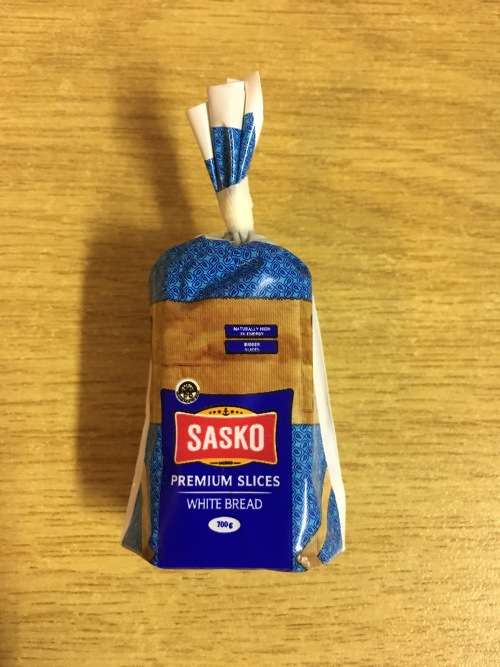 NATURALLY HIGH
IN ENERGY
BIGGER
SLICES
SASKO
PREMIUM SLICES
WHITE BREAD
700g